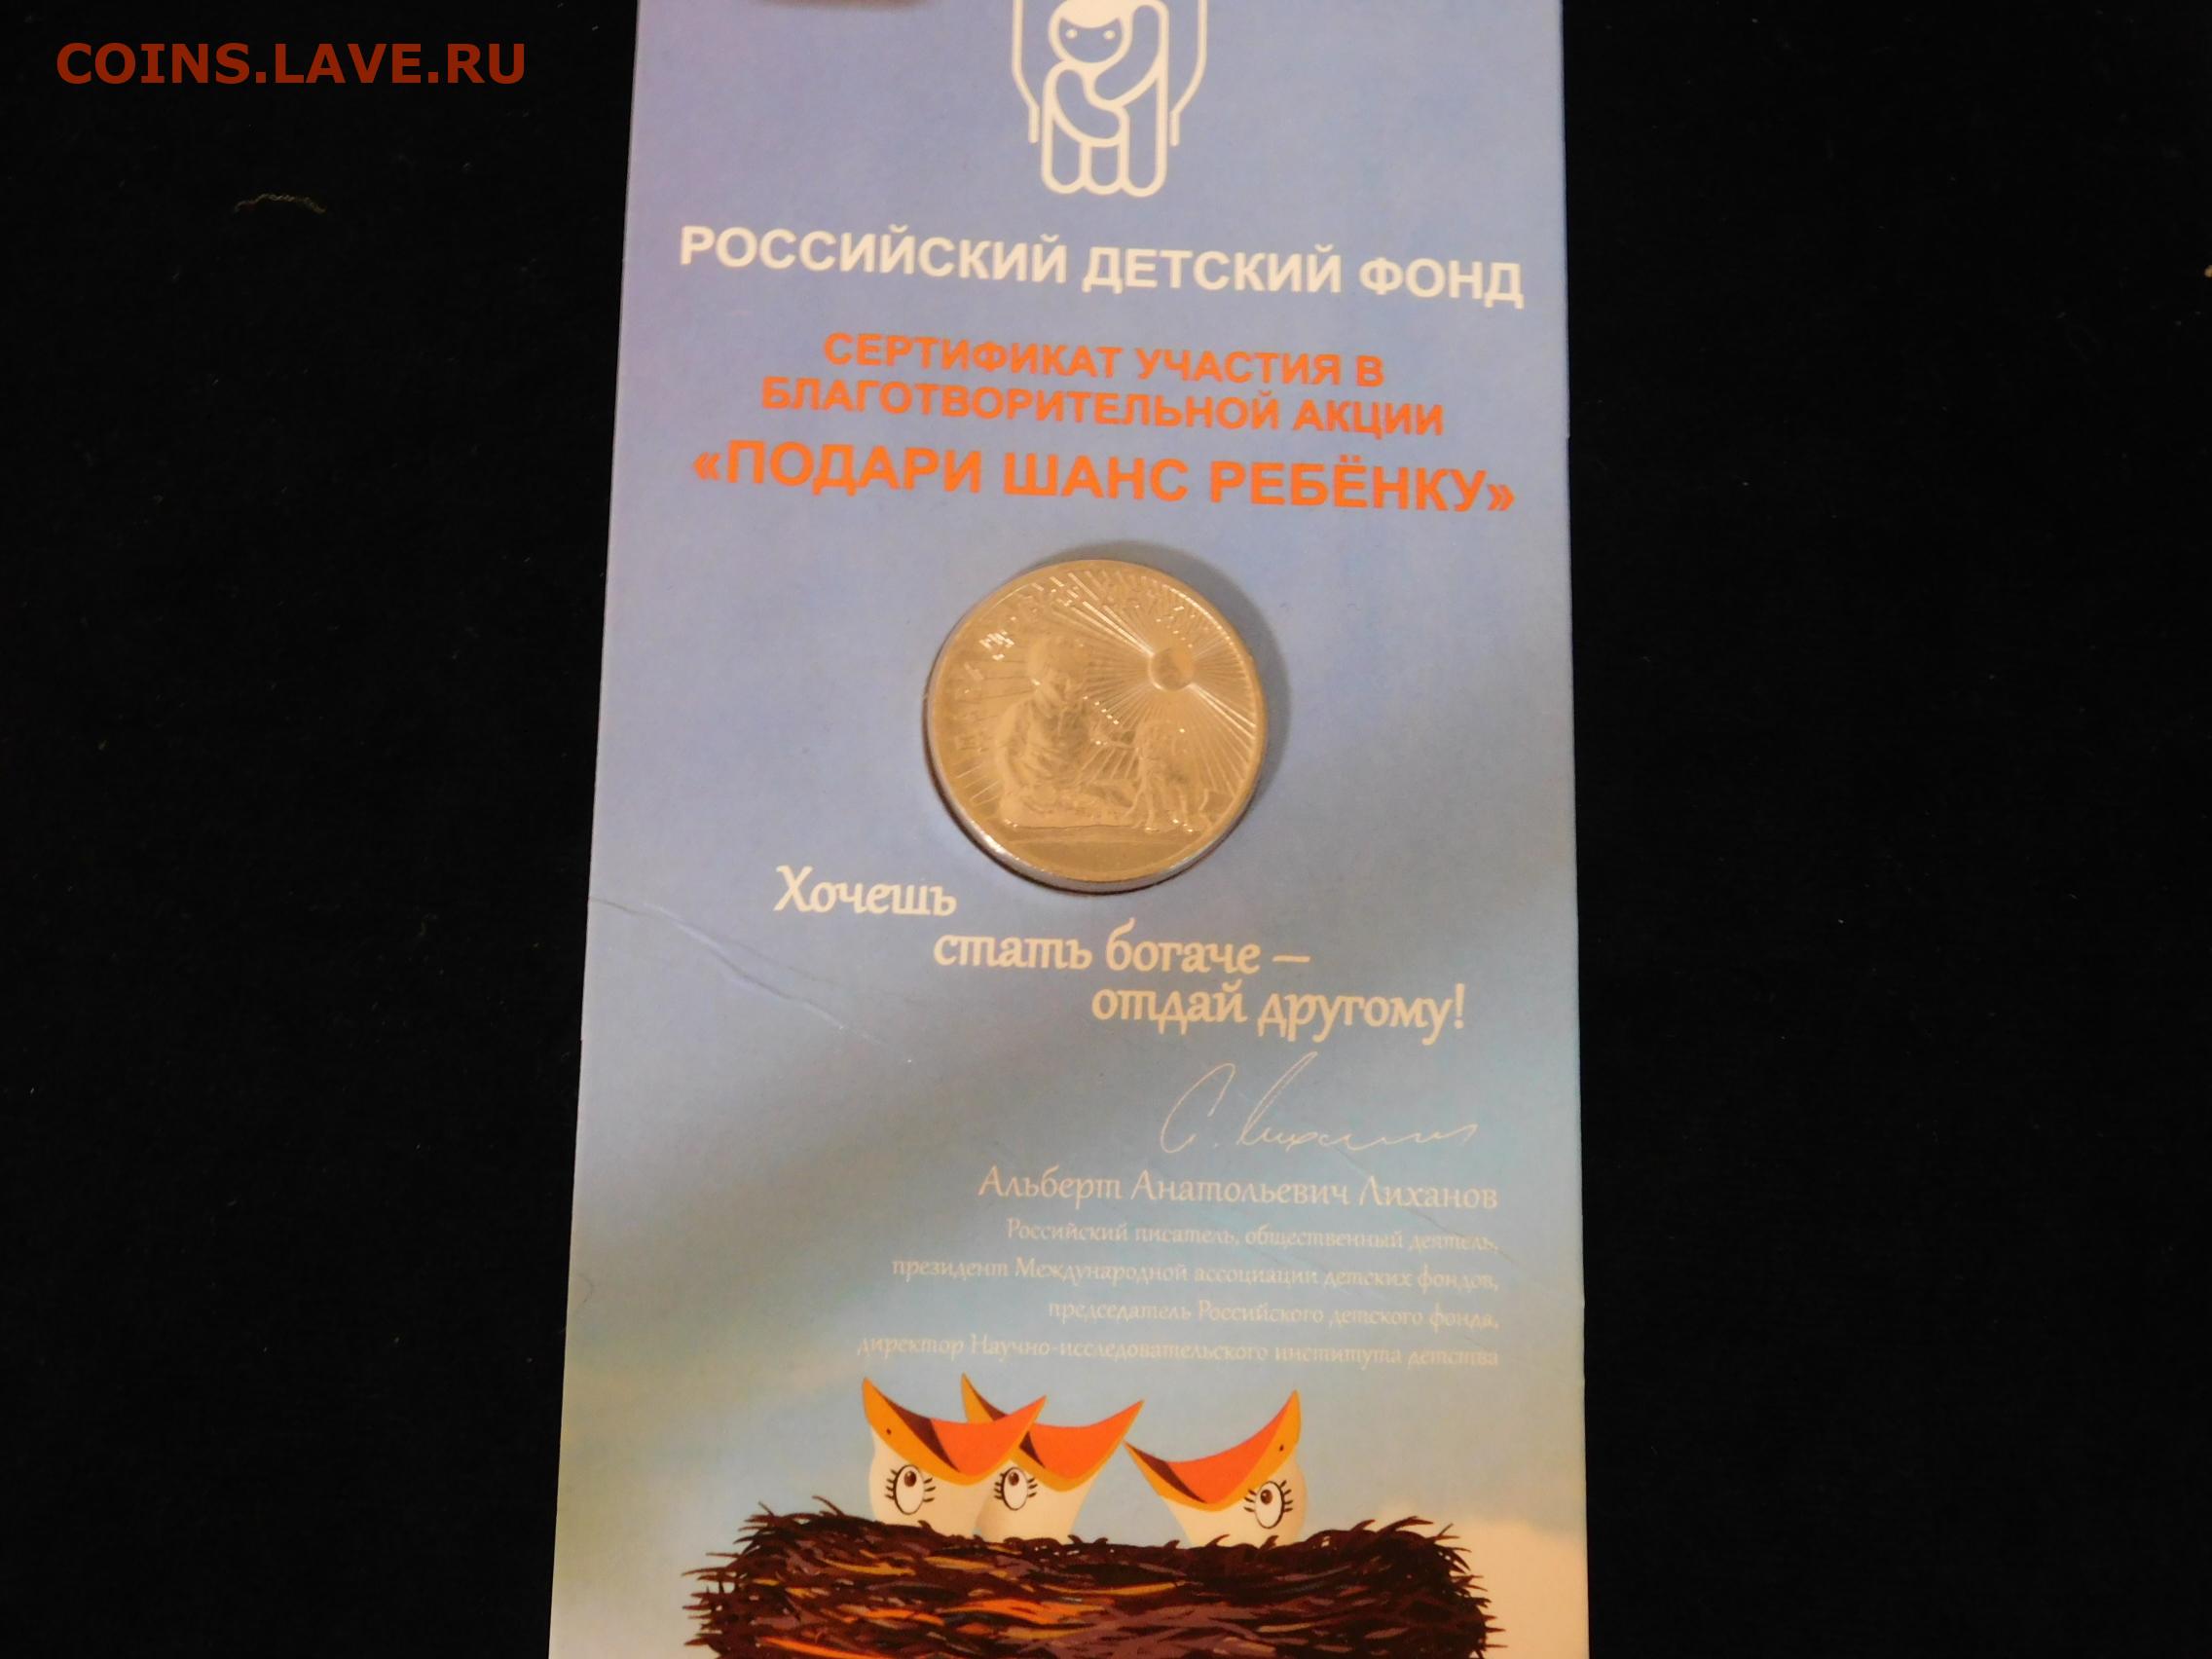 COINS.LAVE.RU
РОССИЙСКИЙ ДЕТСКИЙ ФОНД
СЕРТИФИКАТ УЧАСТИЯ В
БЛАГОТВОРИТЕЛЬНОЙ АКЦИИ
«ПОДАРИ ШАНС РЕБЁНКУ»
Хочешь
стать богаче –
отдай другому!
Альберт Анатольевич Лиханов
Российский писатель, общественный деятель,
президент Международной ассоциации детских фондов,
председатель Российского детского фонда,
директор Научно-исследовательского института детства